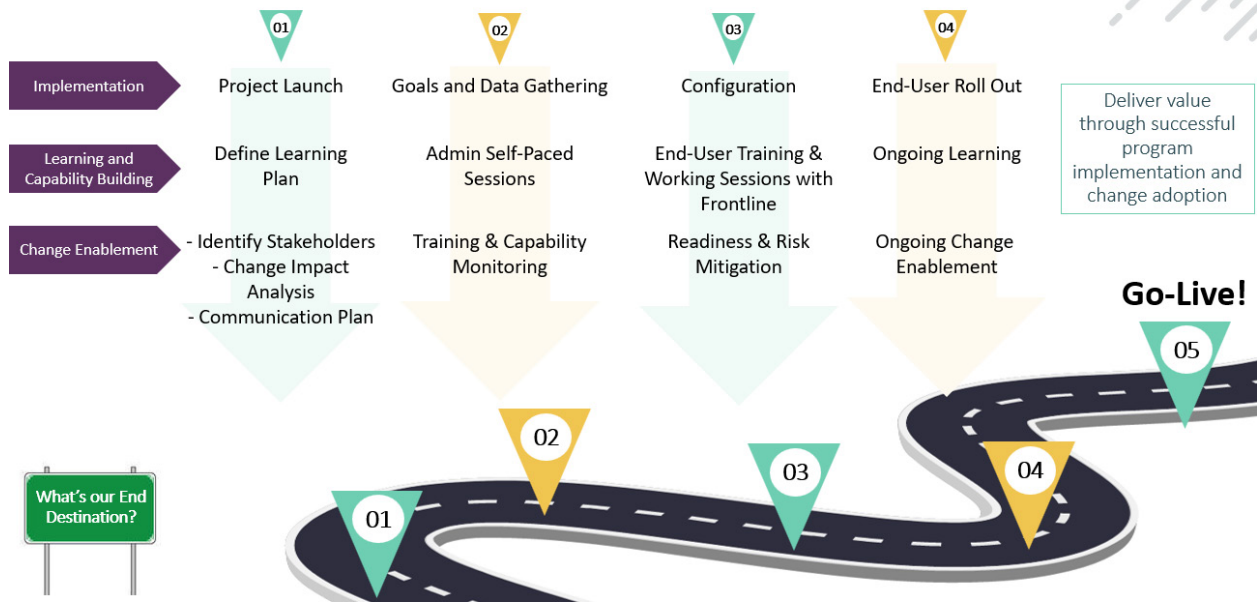 01
02
03
04
Implementation
Project Launch
Goals and Data Gathering
Configuration
End-User Roll Out
Deliver value
through successful
program
implementation and
change adoption
Learning and
Capability Building
Define Learning
Plan
Admin Self-Paced
Sessions
End-User Training &
Working Sessions with
Frontline
Ongoing Learning
Change Enablement
- Identify Stakeholders
- Change Impact
Analysis
- Communication Plan
Training & Capability
Monitoring
Readiness & Risk
Mitigation
Ongoing Change
Enablement
Go-Live!
05
04
03
02
01
What's our End
Destination?